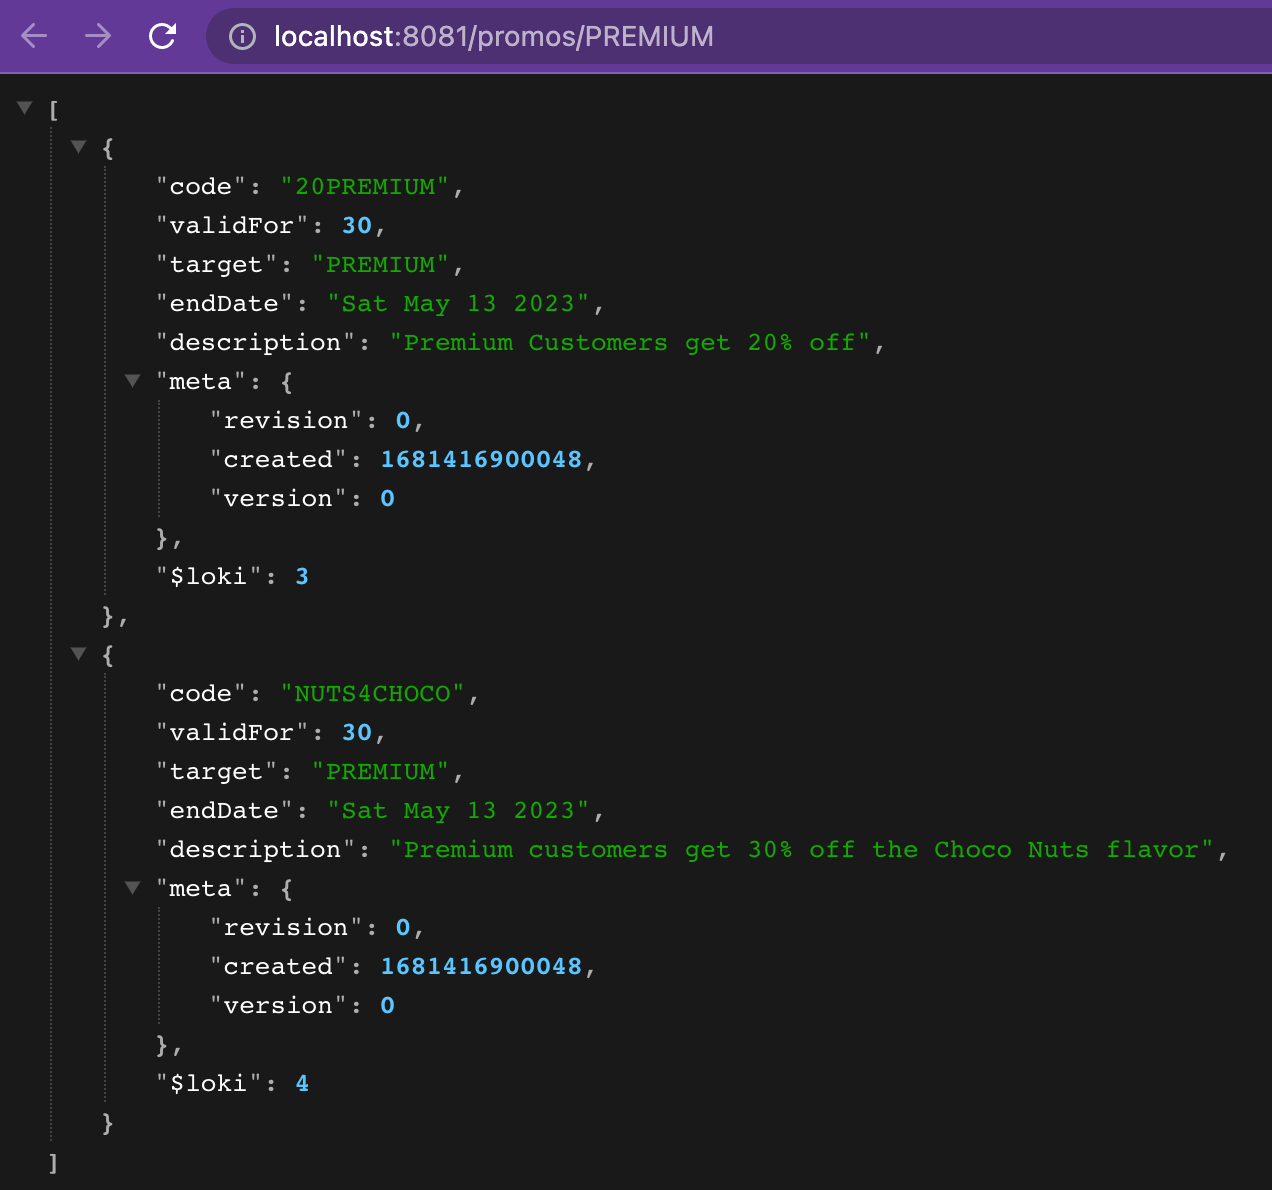 localhost:8081/promos/PREMIUM
[
{
"code": "20PREMIUM",
"validFor": 30,
"target": "PREMIUM",
"endDate": "Sat May 13 2023",
"description": "Premium Customers get 20% off",
"meta": {
"revision": 0,
"created": 1681416900048,
"version": 0
},
"$loki": 3
},
{
"code": "NUTS4CHOCO",
"validFor": 30,
"target": "PREMIUM",
"endDate": "Sat May 13 2023",
"description": "Premium customers get 30% off the Choco Nuts flavor",
"meta": {
"revision": 0,
"created": 1681416900048,
"version": 0
},
"$loki": 4
}
]